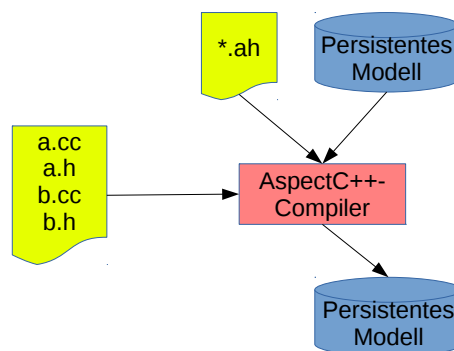 *.ah
Persistentes
Modell
a.cc
a.h
b.cc
b.h
AspectC++-
Compiler
Persistentes
Modell